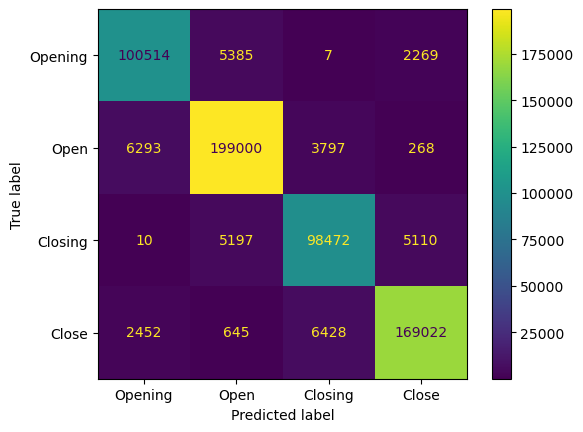 Opening 100514 5385 7 2269
Open 6293 199000 3797 268
Closing 10 5197 98472 5110
Close 2452 645 6428 169022
Opening Open Closing Close
Predicted label
True label
175000
150000
125000
100000
75000
50000
25000